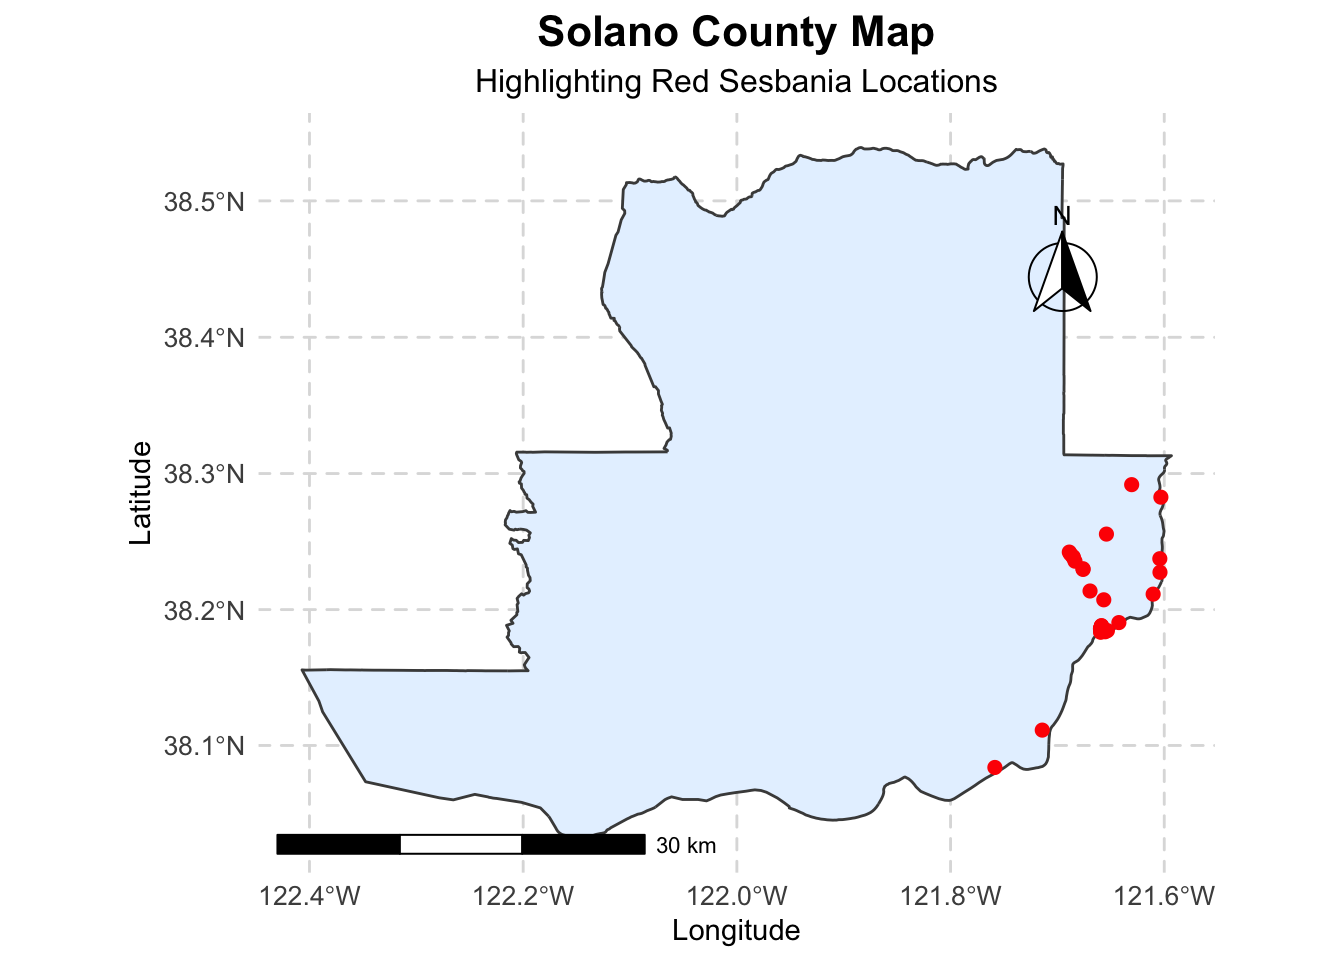 Solano County Map
Highlighting Red Sesbania Locations
38.5°N
N
38.4°N
38.3°N
Latitude
38.2°N
38.1°N
30 km
122.4°W 122.2°W 122.0°W 121.8°W 121.6°W
Longitude